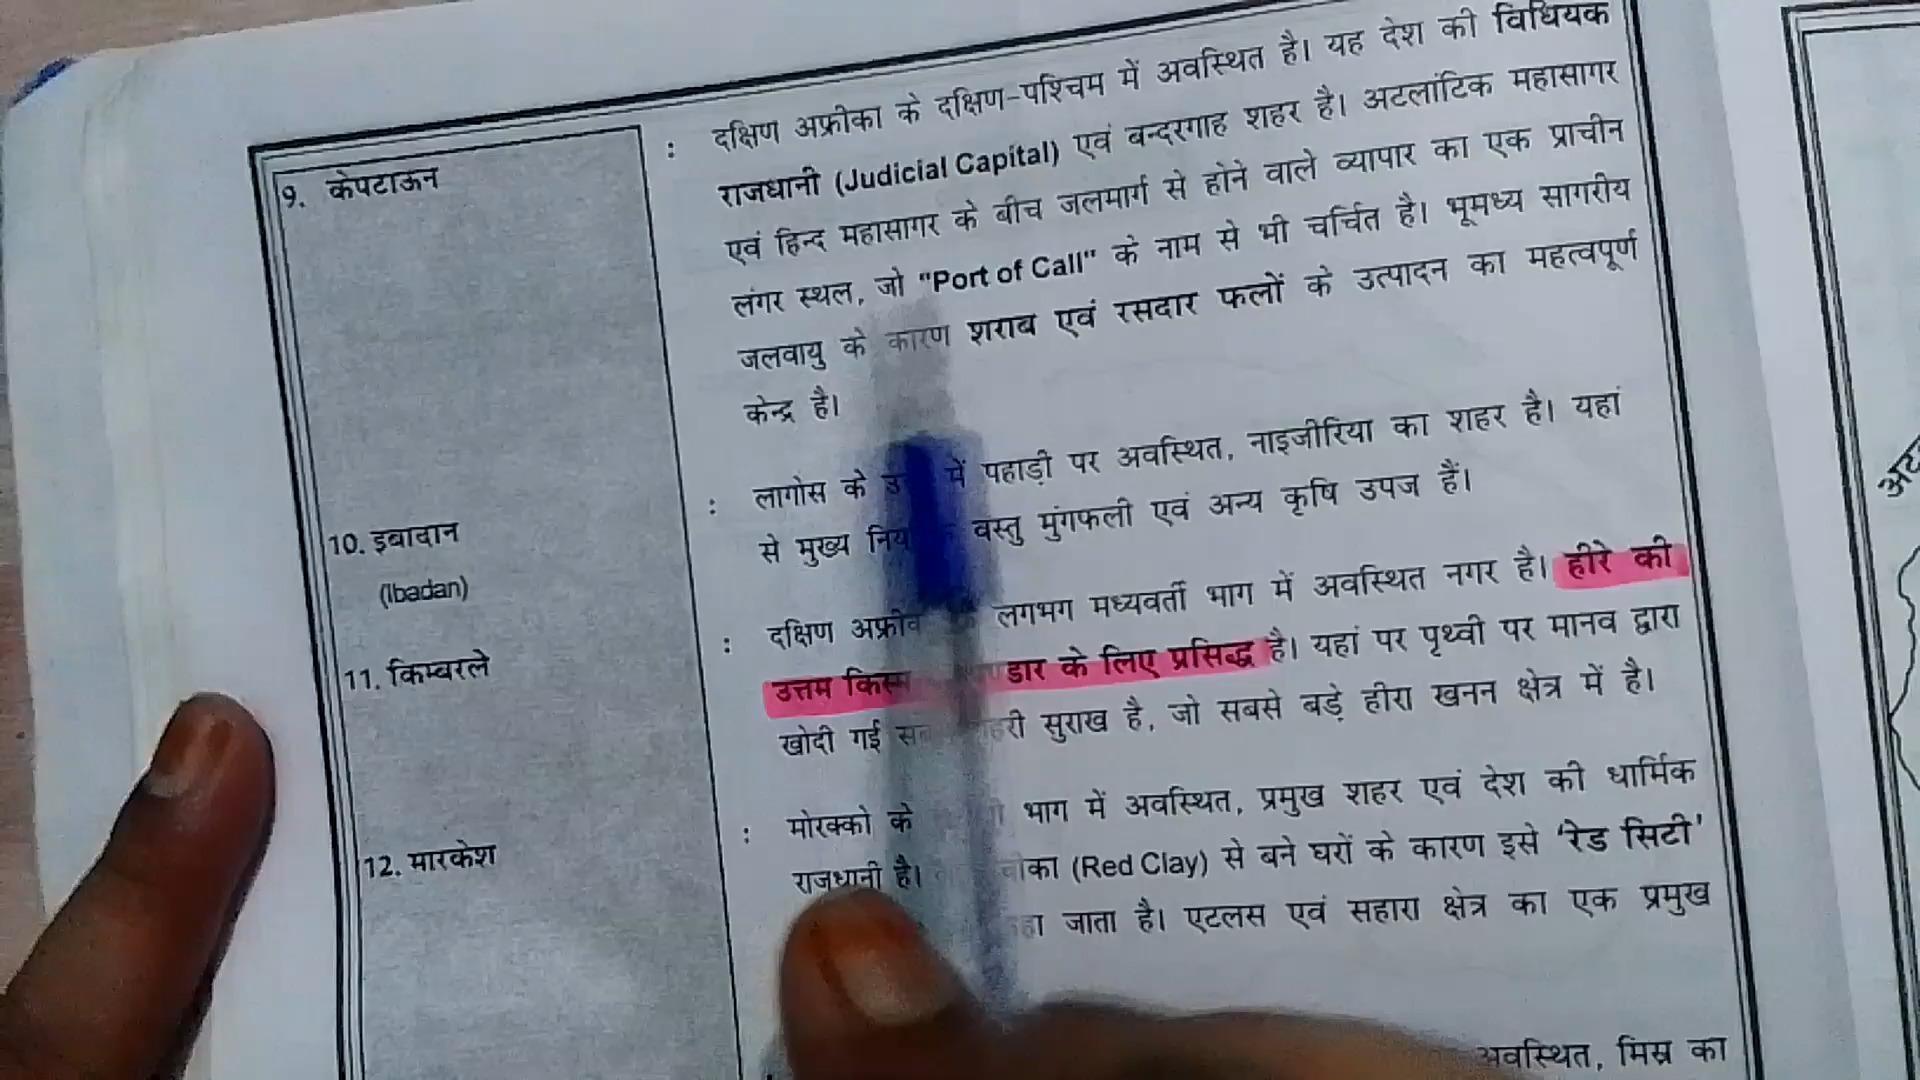 9. केपटाऊन
: दक्षिण अफ्रीका के दक्षिण-पश्चिम में अवस्थित है। यह देश की विधियक
राजधानी (Judicial Capital) एवं बन्दरगाह शहर है। अटलांटिक महासागर
एवं हिन्द महासागर के बीच जलमार्ग से होने वाले व्यापार का एक प्राचीन
लंगर स्थल, जो "Port of Call" के नाम से भी चर्चित है। भूमध्य सागरीय
जलवायु के कारण शराब एवं रसदार फलों के उत्पादन का महत्वपूर्ण
केन्द्र है।
10. इबादान
(Ibadan)
: लागोस के में पहाड़ी पर अवस्थित, नाइजीरिया का शहर है। यहां
से मुख्य वस्तु मुंगफली एवं अन्य कृषि उपज हैं।
11. किम्बरले
: दक्षिण लगभग मध्यवर्ती भाग में अवस्थित नगर है। हीरे की
उत्तम किस्म के लिए प्रसिद्ध है। यहां पर पृथ्वी पर मानव द्वारा
खोदी गई सुराख है, जो सबसे बड़े हीरा खनन क्षेत्र में है।
12. मारकेश
: मोरक्को के भाग में अवस्थित, प्रमुख शहर एवं देश की धार्मिक
राजधानी है। (Red Clay) से बने घरों के कारण इसे 'रेड सिटी'
जाता है। एटलस एवं सहारा क्षेत्र का एक प्रमुख
अवस्थित, मिस्र का